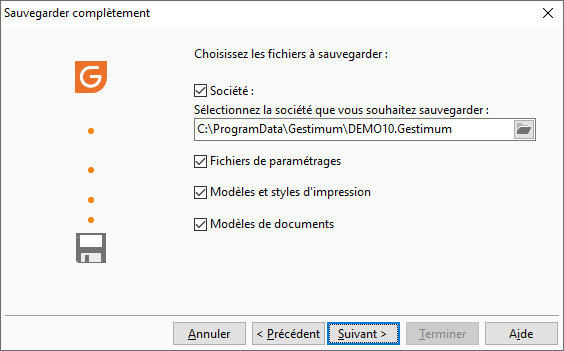 Sauvegarder complètement
Choisissez les fichiers à sauvegarder :
Société :
Sélectionnez la société que vous souhaitez sauvegarder :
C:\ProgramData\Gestimum\DEMO10.Gestimum
Fichiers de paramétrages
Modèles et styles d'impression
Modèles de documents
Annuler < Précédent Suivant > Terminer Aide